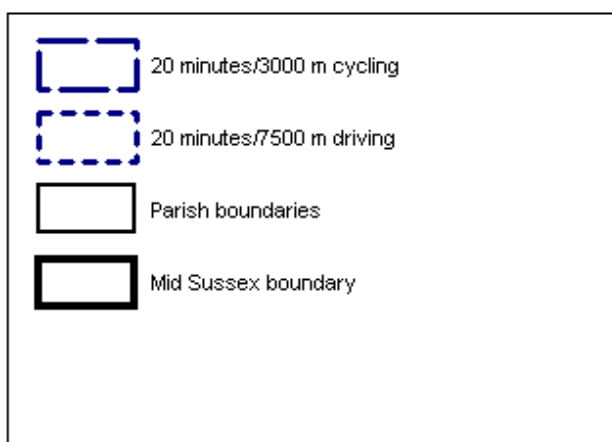 20 minutes/3000 m cycling
20 minutes/7500 m driving
Parish boundaries
Mid Sussex boundary